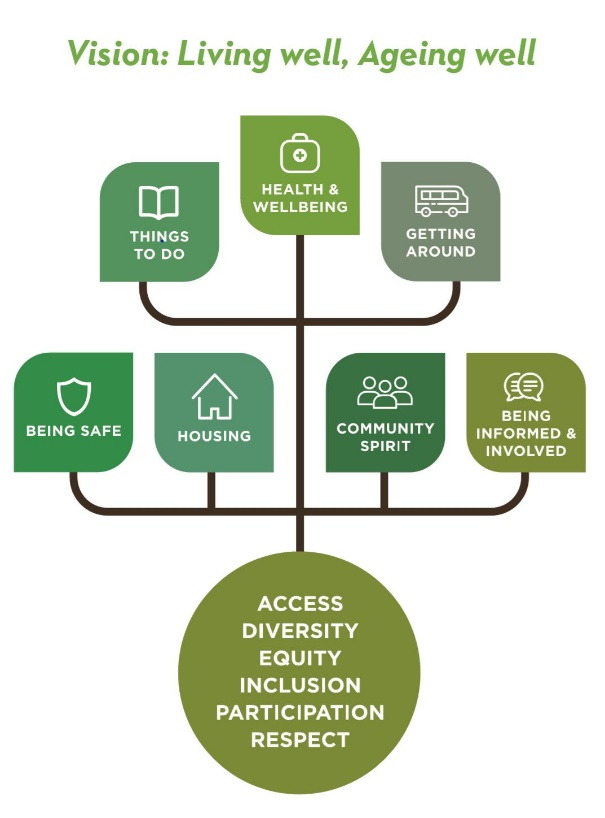 Vision: Living well, Ageing well
HEALTH &
WELLBEING
THINGS
TO DO
GETTING
AROUND
BEING SAFE
HOUSING
COMMUNITY
SPIRIT
BEING
INFORMED &
INVOLVED
ACCESS
DIVERSITY
EQUITY
INCLUSION
PARTICIPATION
RESPECT